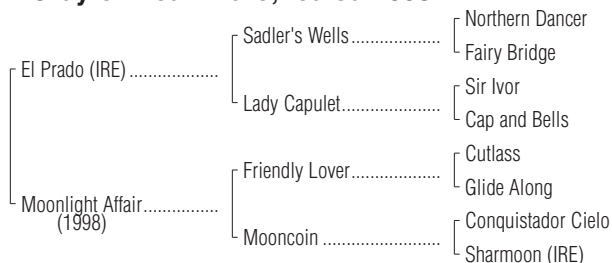 Northern Dancer
Sadler's Wells
Fairy Bridge
El Prado (IRE)
Sir Ivor
Lady Capulet
Cap and Bells
Cutlass
Friendly Lover
Glide Along
Moonlight Affair
(1998)
Conquistador Cielo
Mooncoin
Sharmoon (IRE)